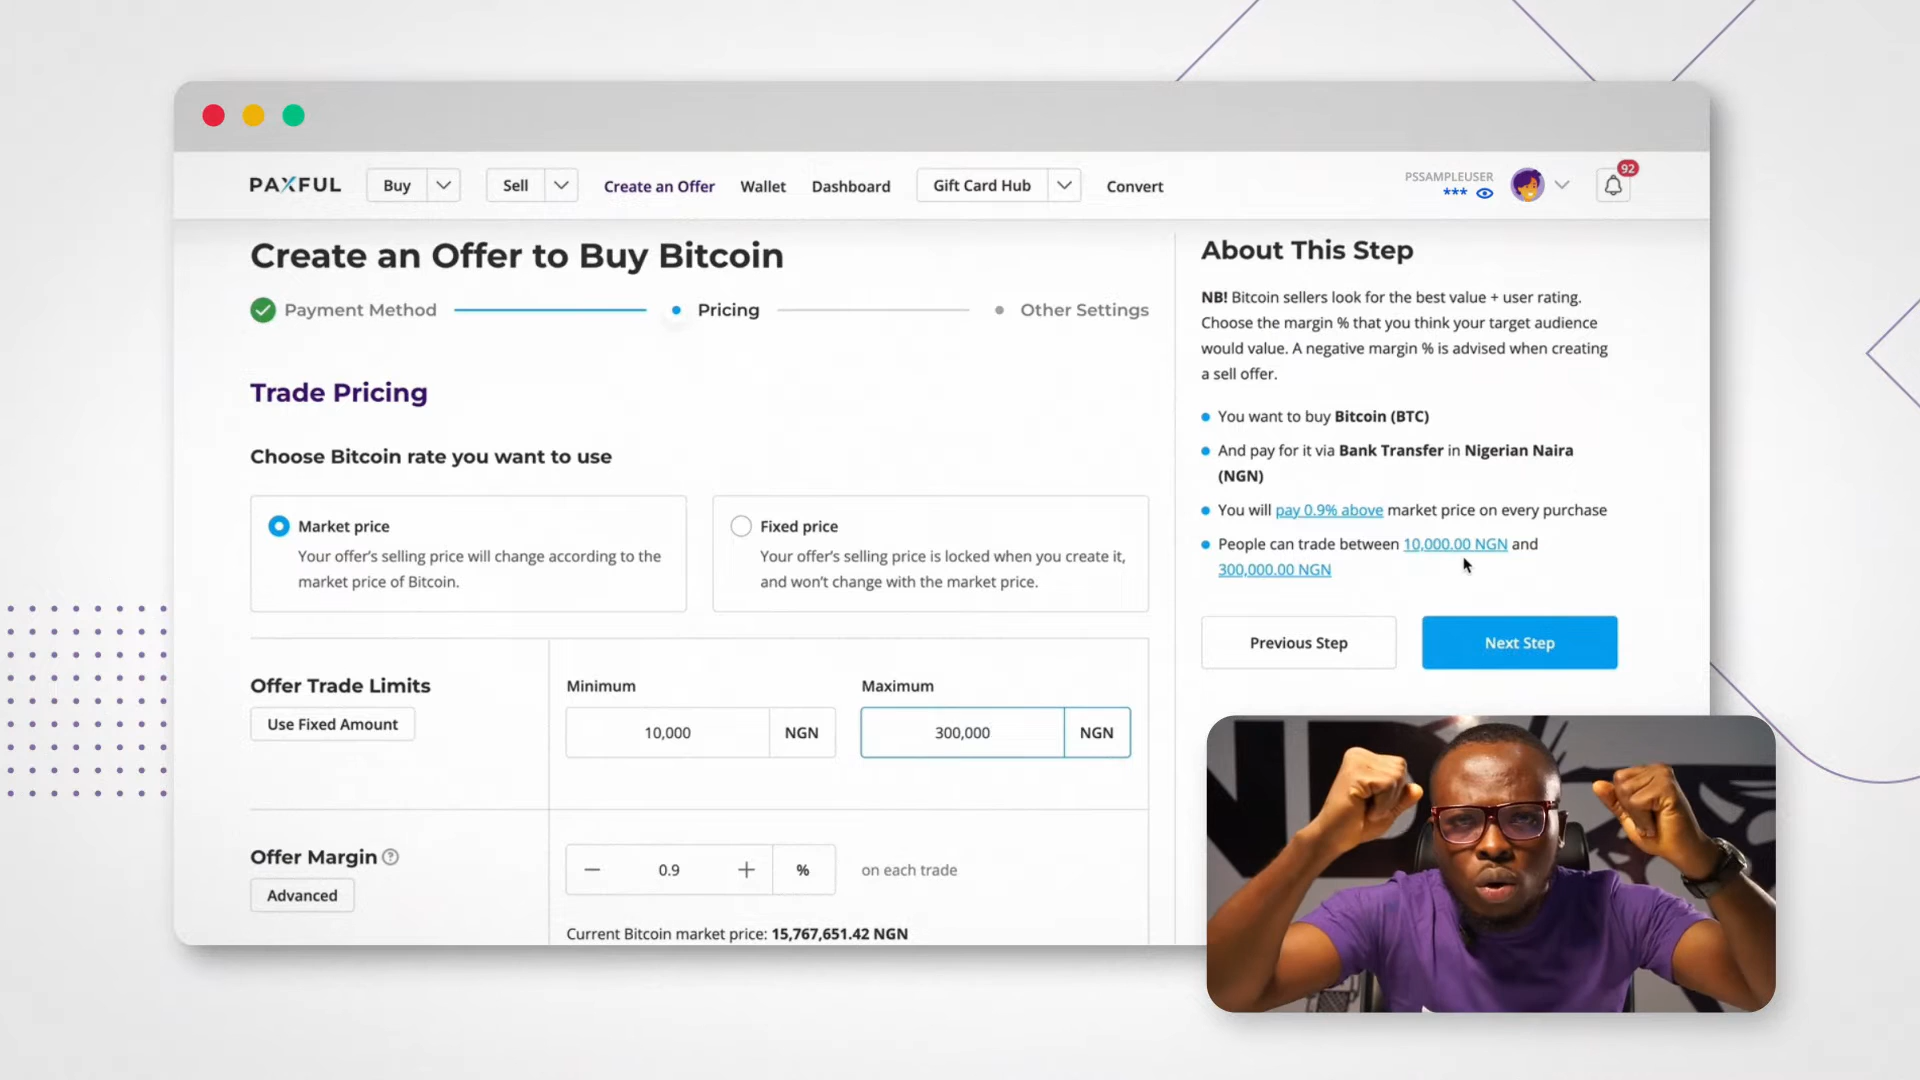 PAXFUL
Buy
Sell
Create an Offer
Wallet
Dashboard
Gift Card Hub
Convert
PSSAMPLEUSER
***
92
Create an Offer to Buy Bitcoin
Payment Method
Pricing
Other Settings
Trade Pricing
Choose Bitcoin rate you want to use
Market price
Your offer's selling price will change according to the
market price of Bitcoin.
Fixed price
Your offer's selling price is locked when you create it,
and won't change with the market price.
Offer Trade Limits
Use Fixed Amount
Minimum
10,000 NGN
Maximum
300,000 NGN
Offer Margin ?
Advanced
− 0.9 + %
on each trade
Current Bitcoin market price: 15,767,651.42 NGN
About This Step
NB! Bitcoin sellers look for the best value + user rating.
Choose the margin % that you think your target audience
would value. A negative margin % is advised when creating
a sell offer.
You want to buy Bitcoin (BTC)
And pay for it via Bank Transfer in Nigerian Naira
(NGN)
You will pay 0.9% above market price on every purchase
People can trade between 10,000.00 NGN and
300,000.00 NGN
Previous Step
Next Step